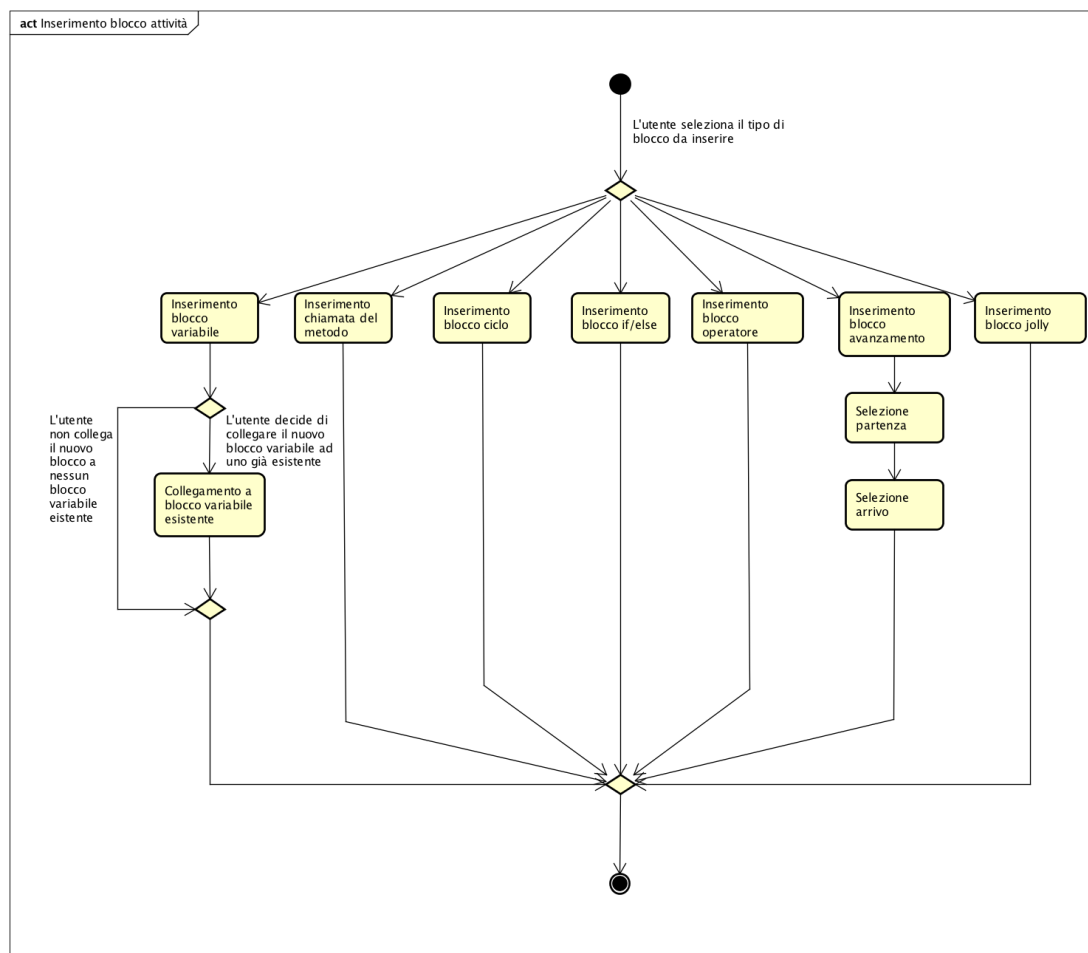 act Inserimento blocco attività
L'utente seleziona il tipo di
blocco da inserire
Inserimento
blocco
variabile
Inserimento
chiamata del
metodo
Inserimento
blocco ciclo
Inserimento
blocco if/else
Inserimento
blocco
operatore
Inserimento
blocco
avanzamento
Inserimento
blocco jolly
Selezione
partenza
L'utente
non collega
il nuovo
blocco a
nessun
blocco
variabile
eistente
L'utente decide di
collegare il nuovo
blocco variabile ad
uno già esistente
Collegamento a
blocco variabile
esistente
Selezione
arrivo